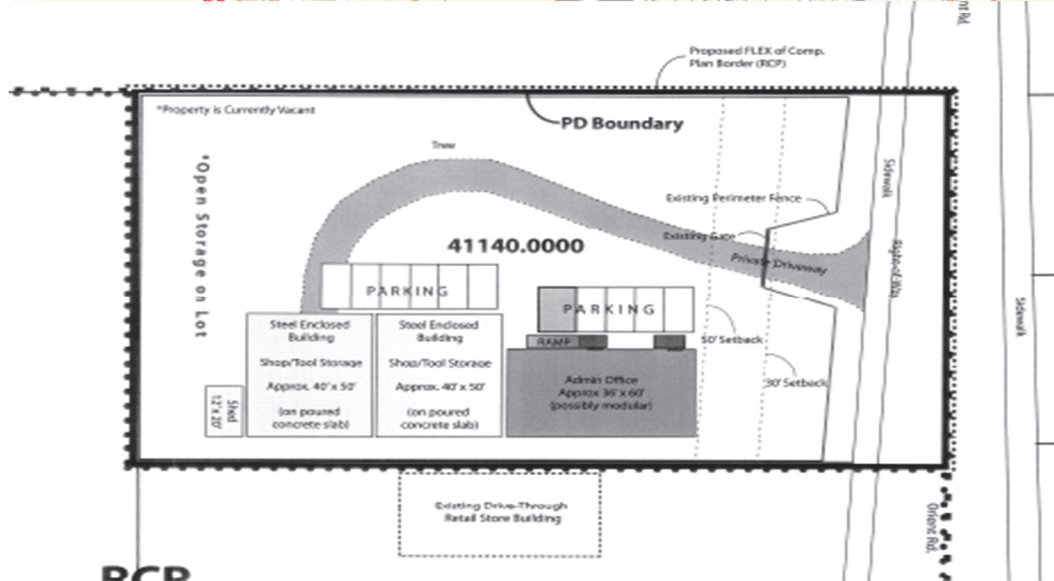 nt Rd.
Proposed FLEX of Comp.
Plan Border (RCP)
*Property is Currently Vacant
PD Boundary
Tree
*Open Storage on Lot
Sidewalk
Existing Perimeter Fence
Existing Gate
41140.0000
Private Driveway
Right-of-Way
PARKING
PARKING
Sidewalk
Steel Enclosed
Building
Shop/Tool Storage
Approx. 40' x 50'
(on poured
concrete slab)
Steel Enclosed
Building
Shop/Tool Storage
Approx. 40' x 50'
(on poured
concrete slab)
RAMP
50' Setback
30' Setback
Admin Office
Approx 36' x 60'
(possibly modular)
Shed
12' x 20'
Existing Drive-Through
Retail Store Building
Orient Rd.
RCP